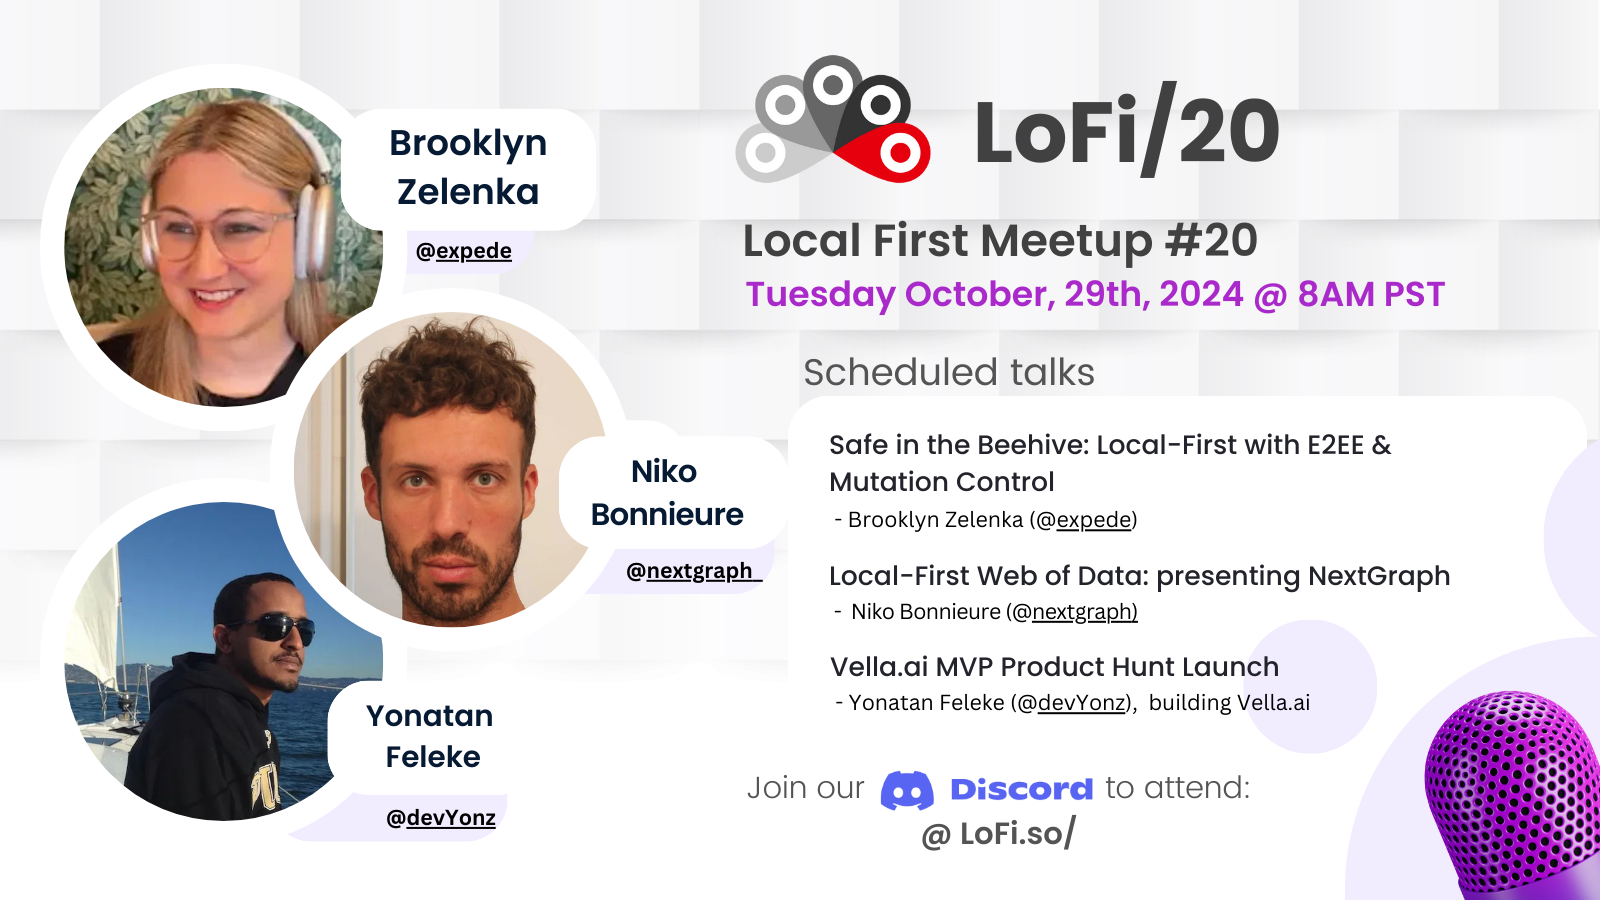 Brooklyn
Zelenka
@expede
Niko
Bonnieure
@nextgraph_
Yonatan
Feleke
@devYonz
LoFi/20
Local First Meetup #20
Tuesday October, 29th, 2024 @ 8AM PST
Scheduled talks
Safe in the Beehive: Local-First with E2EE &
Mutation Control
- Brooklyn Zelenka (@expede)
Local-First Web of Data: presenting NextGraph
- Niko Bonnieure (@nextgraph)
Vella.ai MVP Product Hunt Launch
- Yonatan Feleke (@devYonz), building Vella.ai
Join our Discord to attend:
@ LoFi.so/